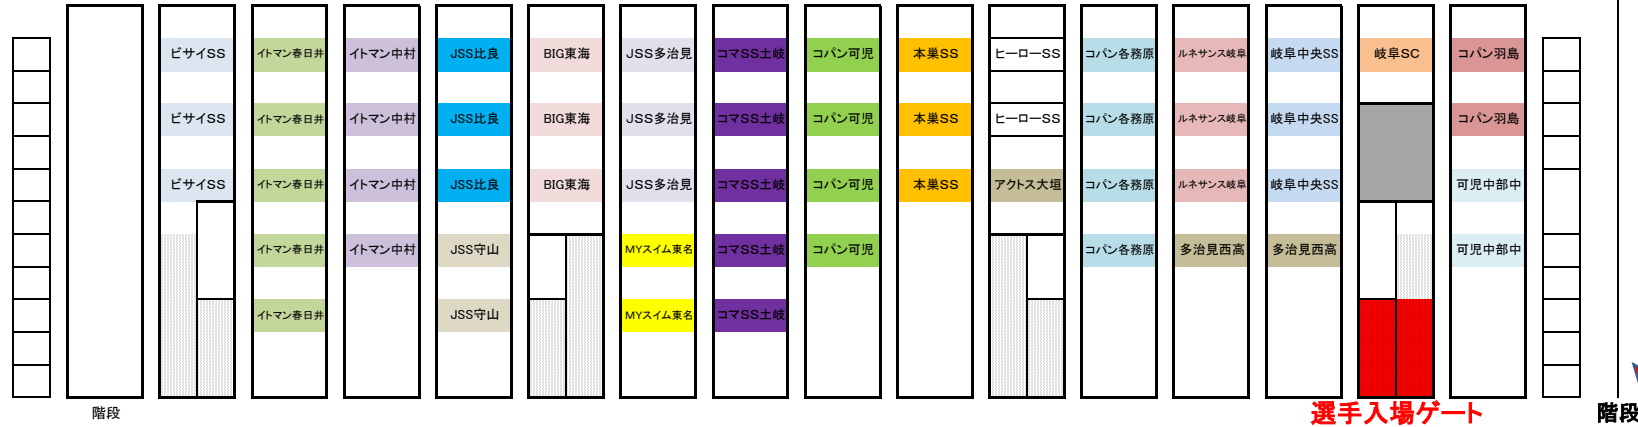 ビサイSS イトマン春日井 イトマン中村 JSS比良 BIG東海 JSS多治見 コマSS土岐 コパン可児 本巣SS ヒーローSS コパン各務原 ルネサンス岐阜 岐阜中央SS 岐阜SC コパン羽島
ビサイSS イトマン春日井 イトマン中村 JSS比良 BIG東海 JSS多治見 コマSS土岐 コパン可児 本巣SS ヒーローSS コパン各務原 ルネサンス岐阜 岐阜中央SS コパン羽島
ビサイSS イトマン春日井 イトマン中村 JSS比良 BIG東海 JSS多治見 コマSS土岐 コパン可児 本巣SS アクトス大垣 コパン各務原 ルネサンス岐阜 岐阜中央SS 可児中部中
イトマン春日井 イトマン中村 JSS守山 MYスイム東名 コマSS土岐 コパン可児 コパン各務原 多治見西高 多治見西高 可児中部中
イトマン春日井 JSS守山 MYスイム東名 コマSS土岐
階段 選手入場ゲート 階段